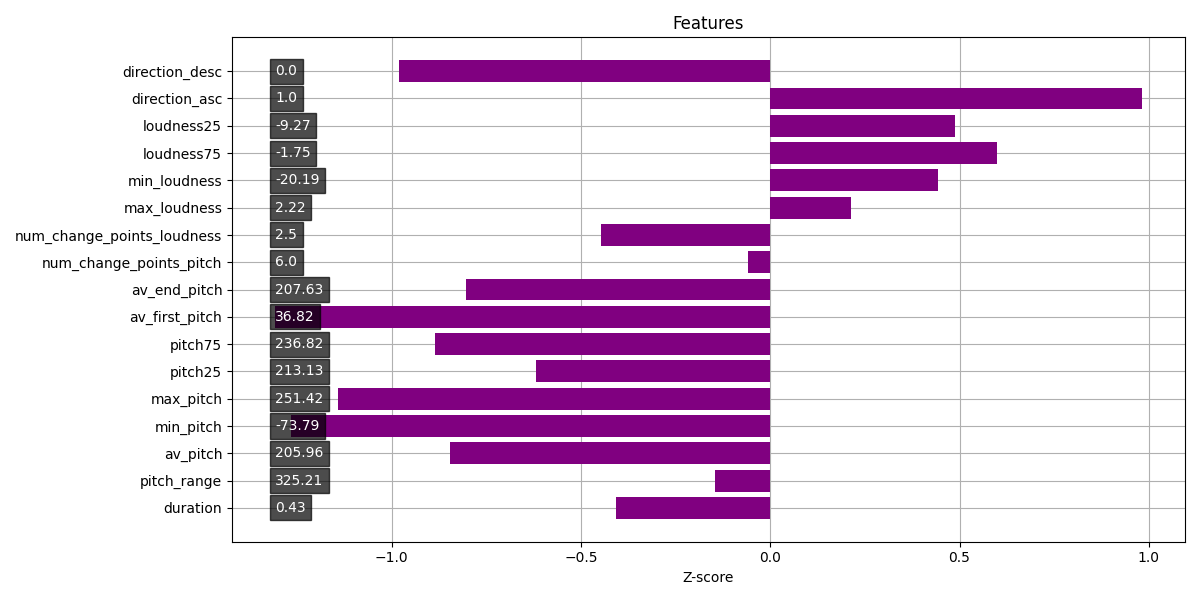 Features
direction_desc 0.0
direction_asc 1.0
loudness25 -9.27
loudness75 -1.75
min_loudness -20.19
max_loudness 2.22
num_change_points_loudness 2.5
num_change_points_pitch 6.0
av_end_pitch 207.63
av_first_pitch 36.82
pitch75 236.82
pitch25 213.13
max_pitch 251.42
min_pitch -73.79
av_pitch 205.96
pitch_range 325.21
duration 0.43
−1.0 −0.5 0.0 0.5 1.0
Z-score